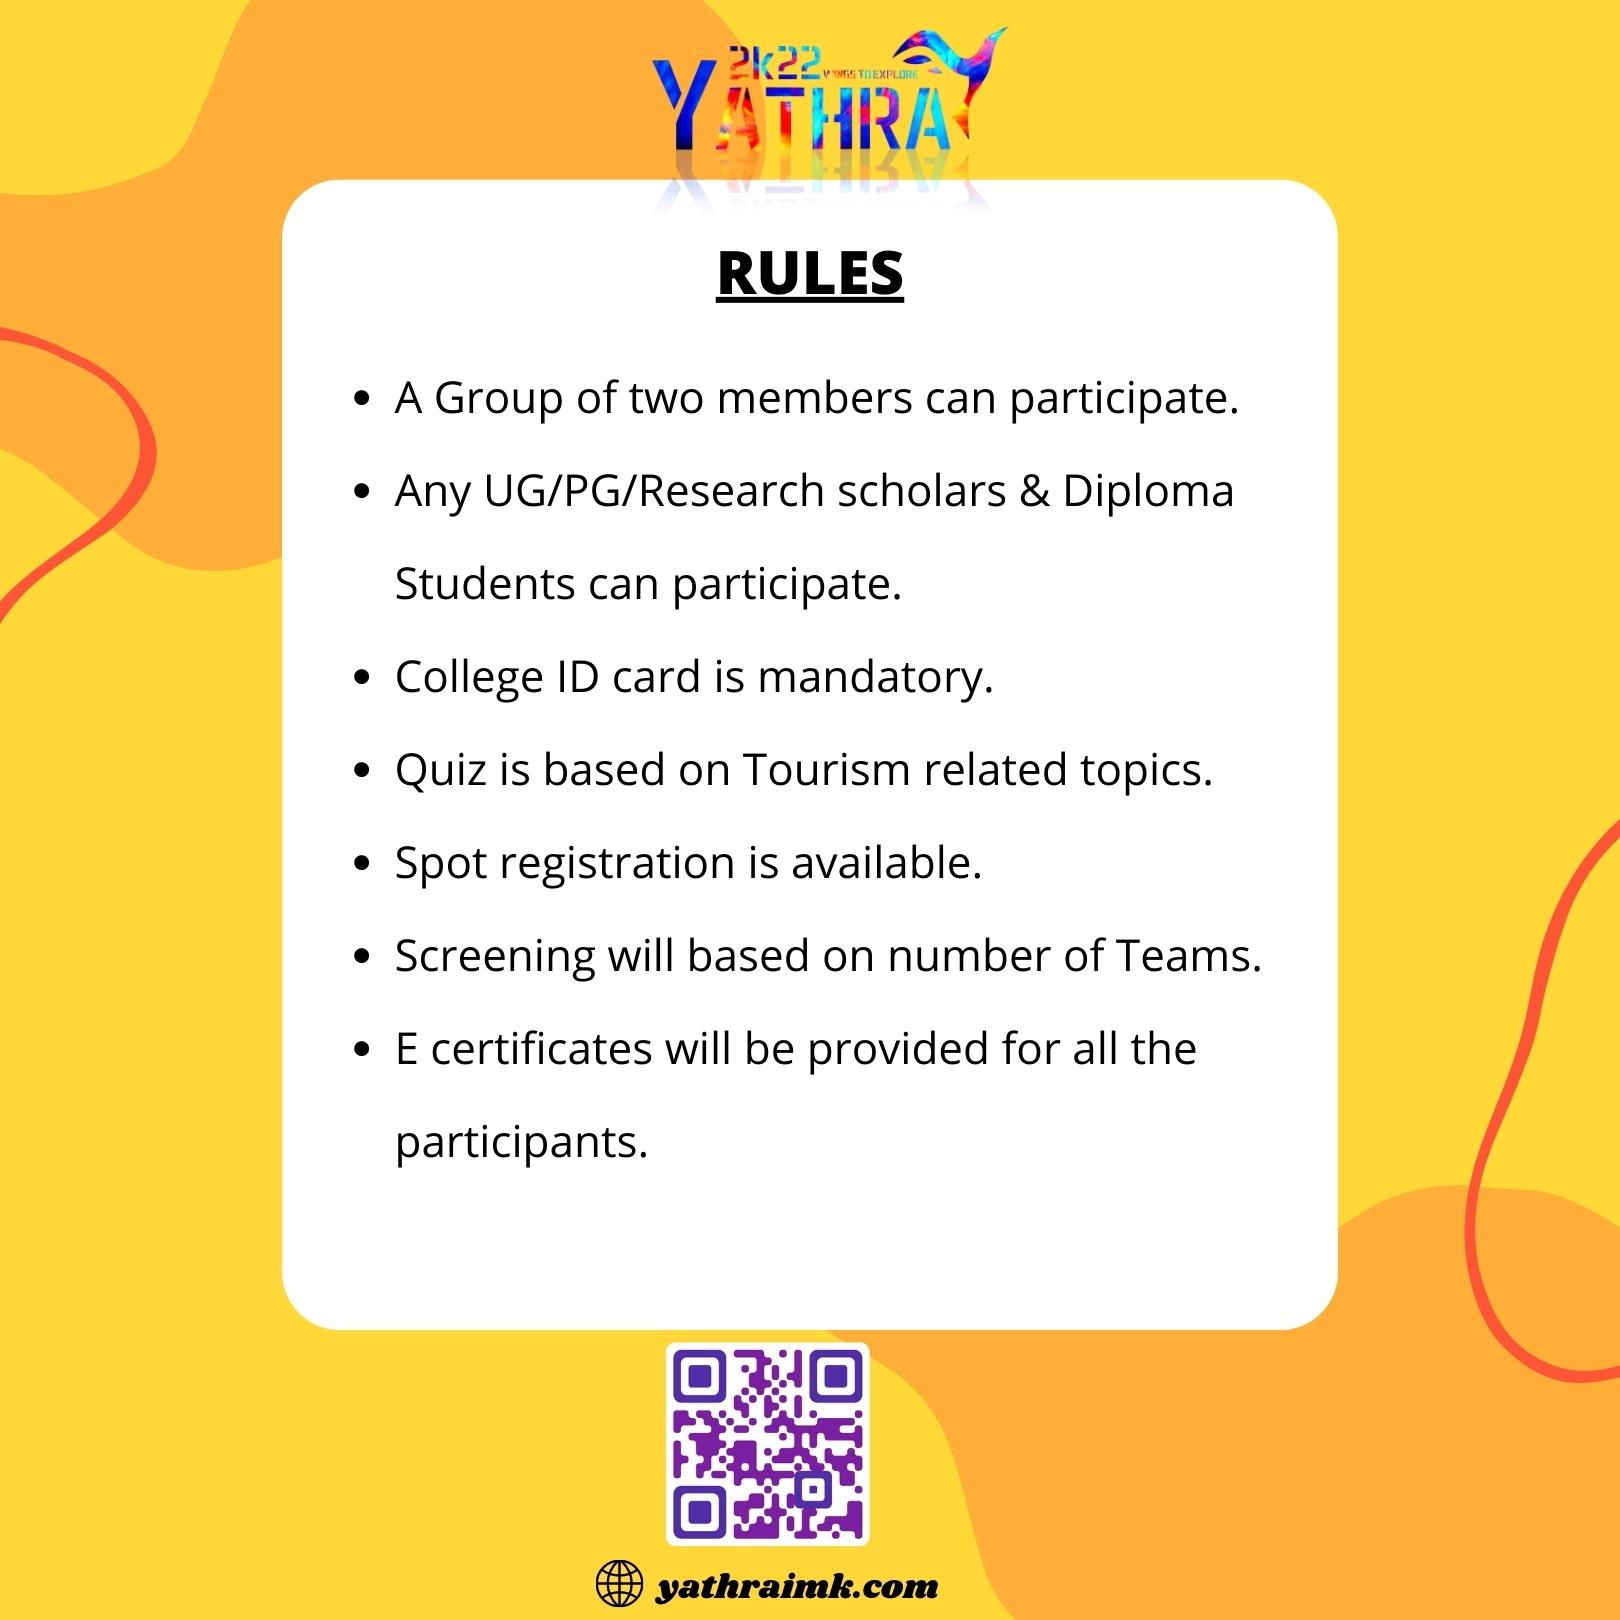 2k22 WINGS TO EXPLORE
YATHRA
RULES
• A Group of two members can participate.
• Any UG/PG/Research scholars & Diploma
Students can participate.
• College ID card is mandatory.
• Quiz is based on Tourism related topics.
• Spot registration is available.
• Screening will based on number of Teams.
• E certificates will be provided for all the
participants.
yathraimk.com